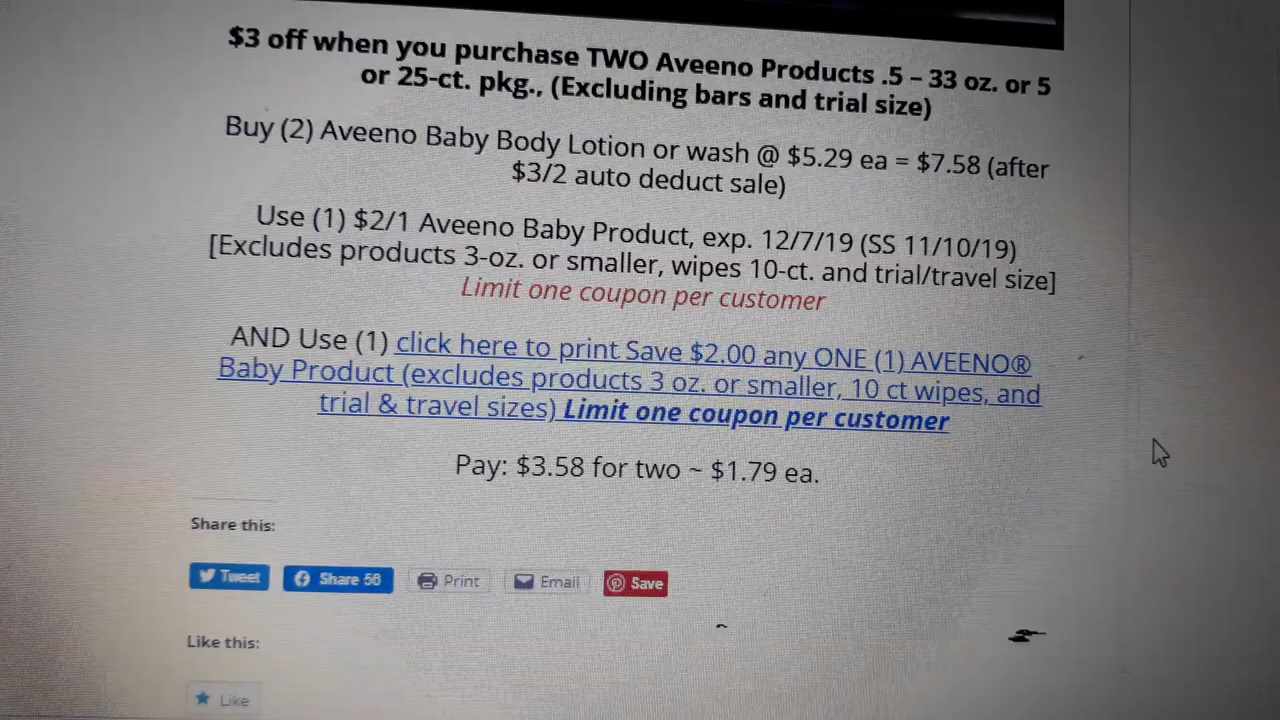 $3 off when you purchase TWO Aveeno Products .5 – 33 oz. or 5
or 25-ct. pkg., (Excluding bars and trial size)
Buy (2) Aveeno Baby Body Lotion or wash @ $5.29 ea = $7.58 (after
$3/2 auto deduct sale)
Use (1) $2/1 Aveeno Baby Product, exp. 12/7/19 (SS 11/10/19)
[Excludes products 3-oz. or smaller, wipes 10-ct. and trial/travel size]
Limit one coupon per customer
AND Use (1) click here to print Save $2.00 any ONE (1) AVEENO®
Baby Product (excludes products 3 oz. or smaller, 10 ct wipes, and
trial & travel sizes) Limit one coupon per customer
Pay: $3.58 for two ~ $1.79 ea.
Share this:
Tweet Share 56 Print Email Save
Like this:
Like